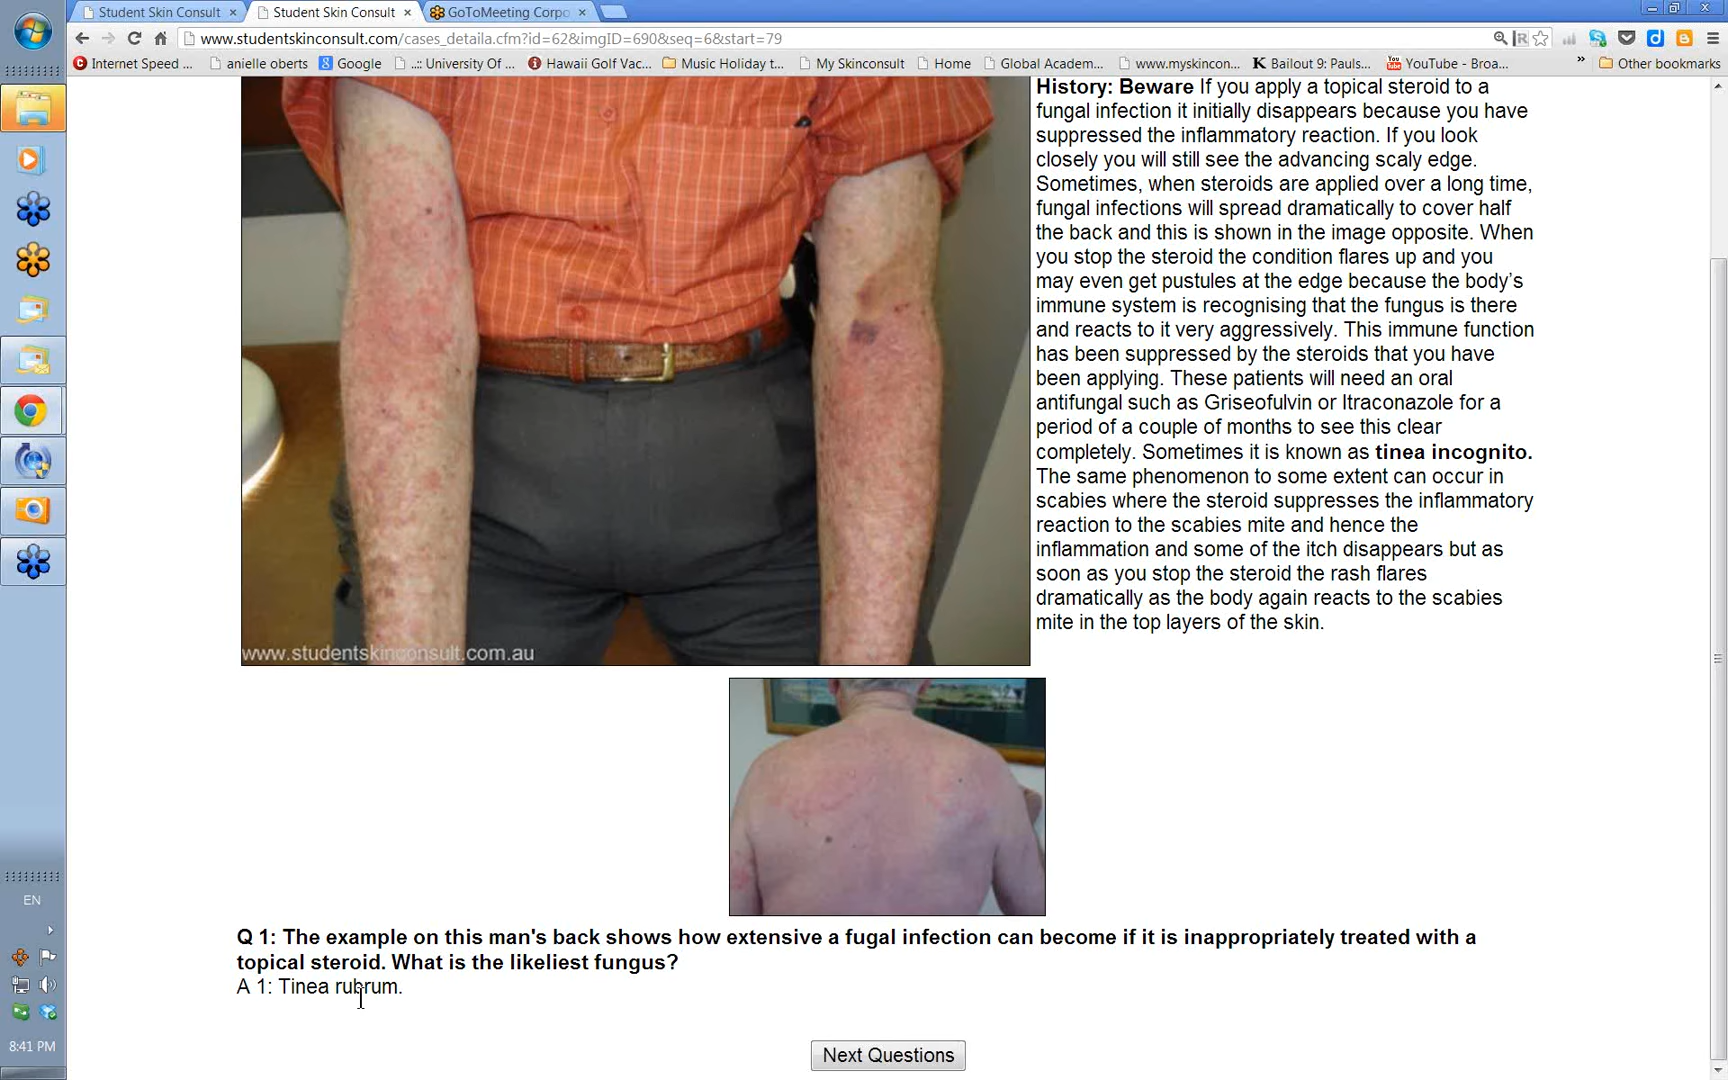 Student Skin Consult
Student Skin Consult
GoToMeeting Corpo
www.studentskinconsult.com/cases_detaila.cfm?id=62&imgID=690&seq=6&start=79
Internet Speed ...
anielle oberts
Google
..:: University Of ...
Hawaii Golf Vac...
Music Holiday t...
My Skinconsult
Home
Global Academ...
www.myskincon...
K Bailout 9: Pauls...
YouTube - Broa...
»
Other bookmarks
History: Beware If you apply a topical steroid to a
fungal infection it initially disappears because you have
suppressed the inflammatory reaction. If you look
closely you will still see the advancing scaly edge.
Sometimes, when steroids are applied over a long time,
fungal infections will spread dramatically to cover half
the back and this is shown in the image opposite. When
you stop the steroid the condition flares up and you
may even get pustules at the edge because the body's
immune system is recognising that the fungus is there
and reacts to it very aggressively. This immune function
has been suppressed by the steroids that you have
been applying. These patients will need an oral
antifungal such as Griseofulvin or Itraconazole for a
period of a couple of months to see this clear
completely. Sometimes it is known as tinea incognito.
The same phenomenon to some extent can occur in
scabies where the steroid suppresses the inflammatory
reaction to the scabies mite and hence the
inflammation and some of the itch disappears but as
soon as you stop the steroid the rash flares
dramatically as the body again reacts to the scabies
mite in the top layers of the skin.
www.studentskinconsult.com.au
Q 1: The example on this man's back shows how extensive a fugal infection can become if it is inappropriately treated with a
topical steroid. What is the likeliest fungus?
A 1: Tinea rubrum.
Next Questions
EN
8:41 PM